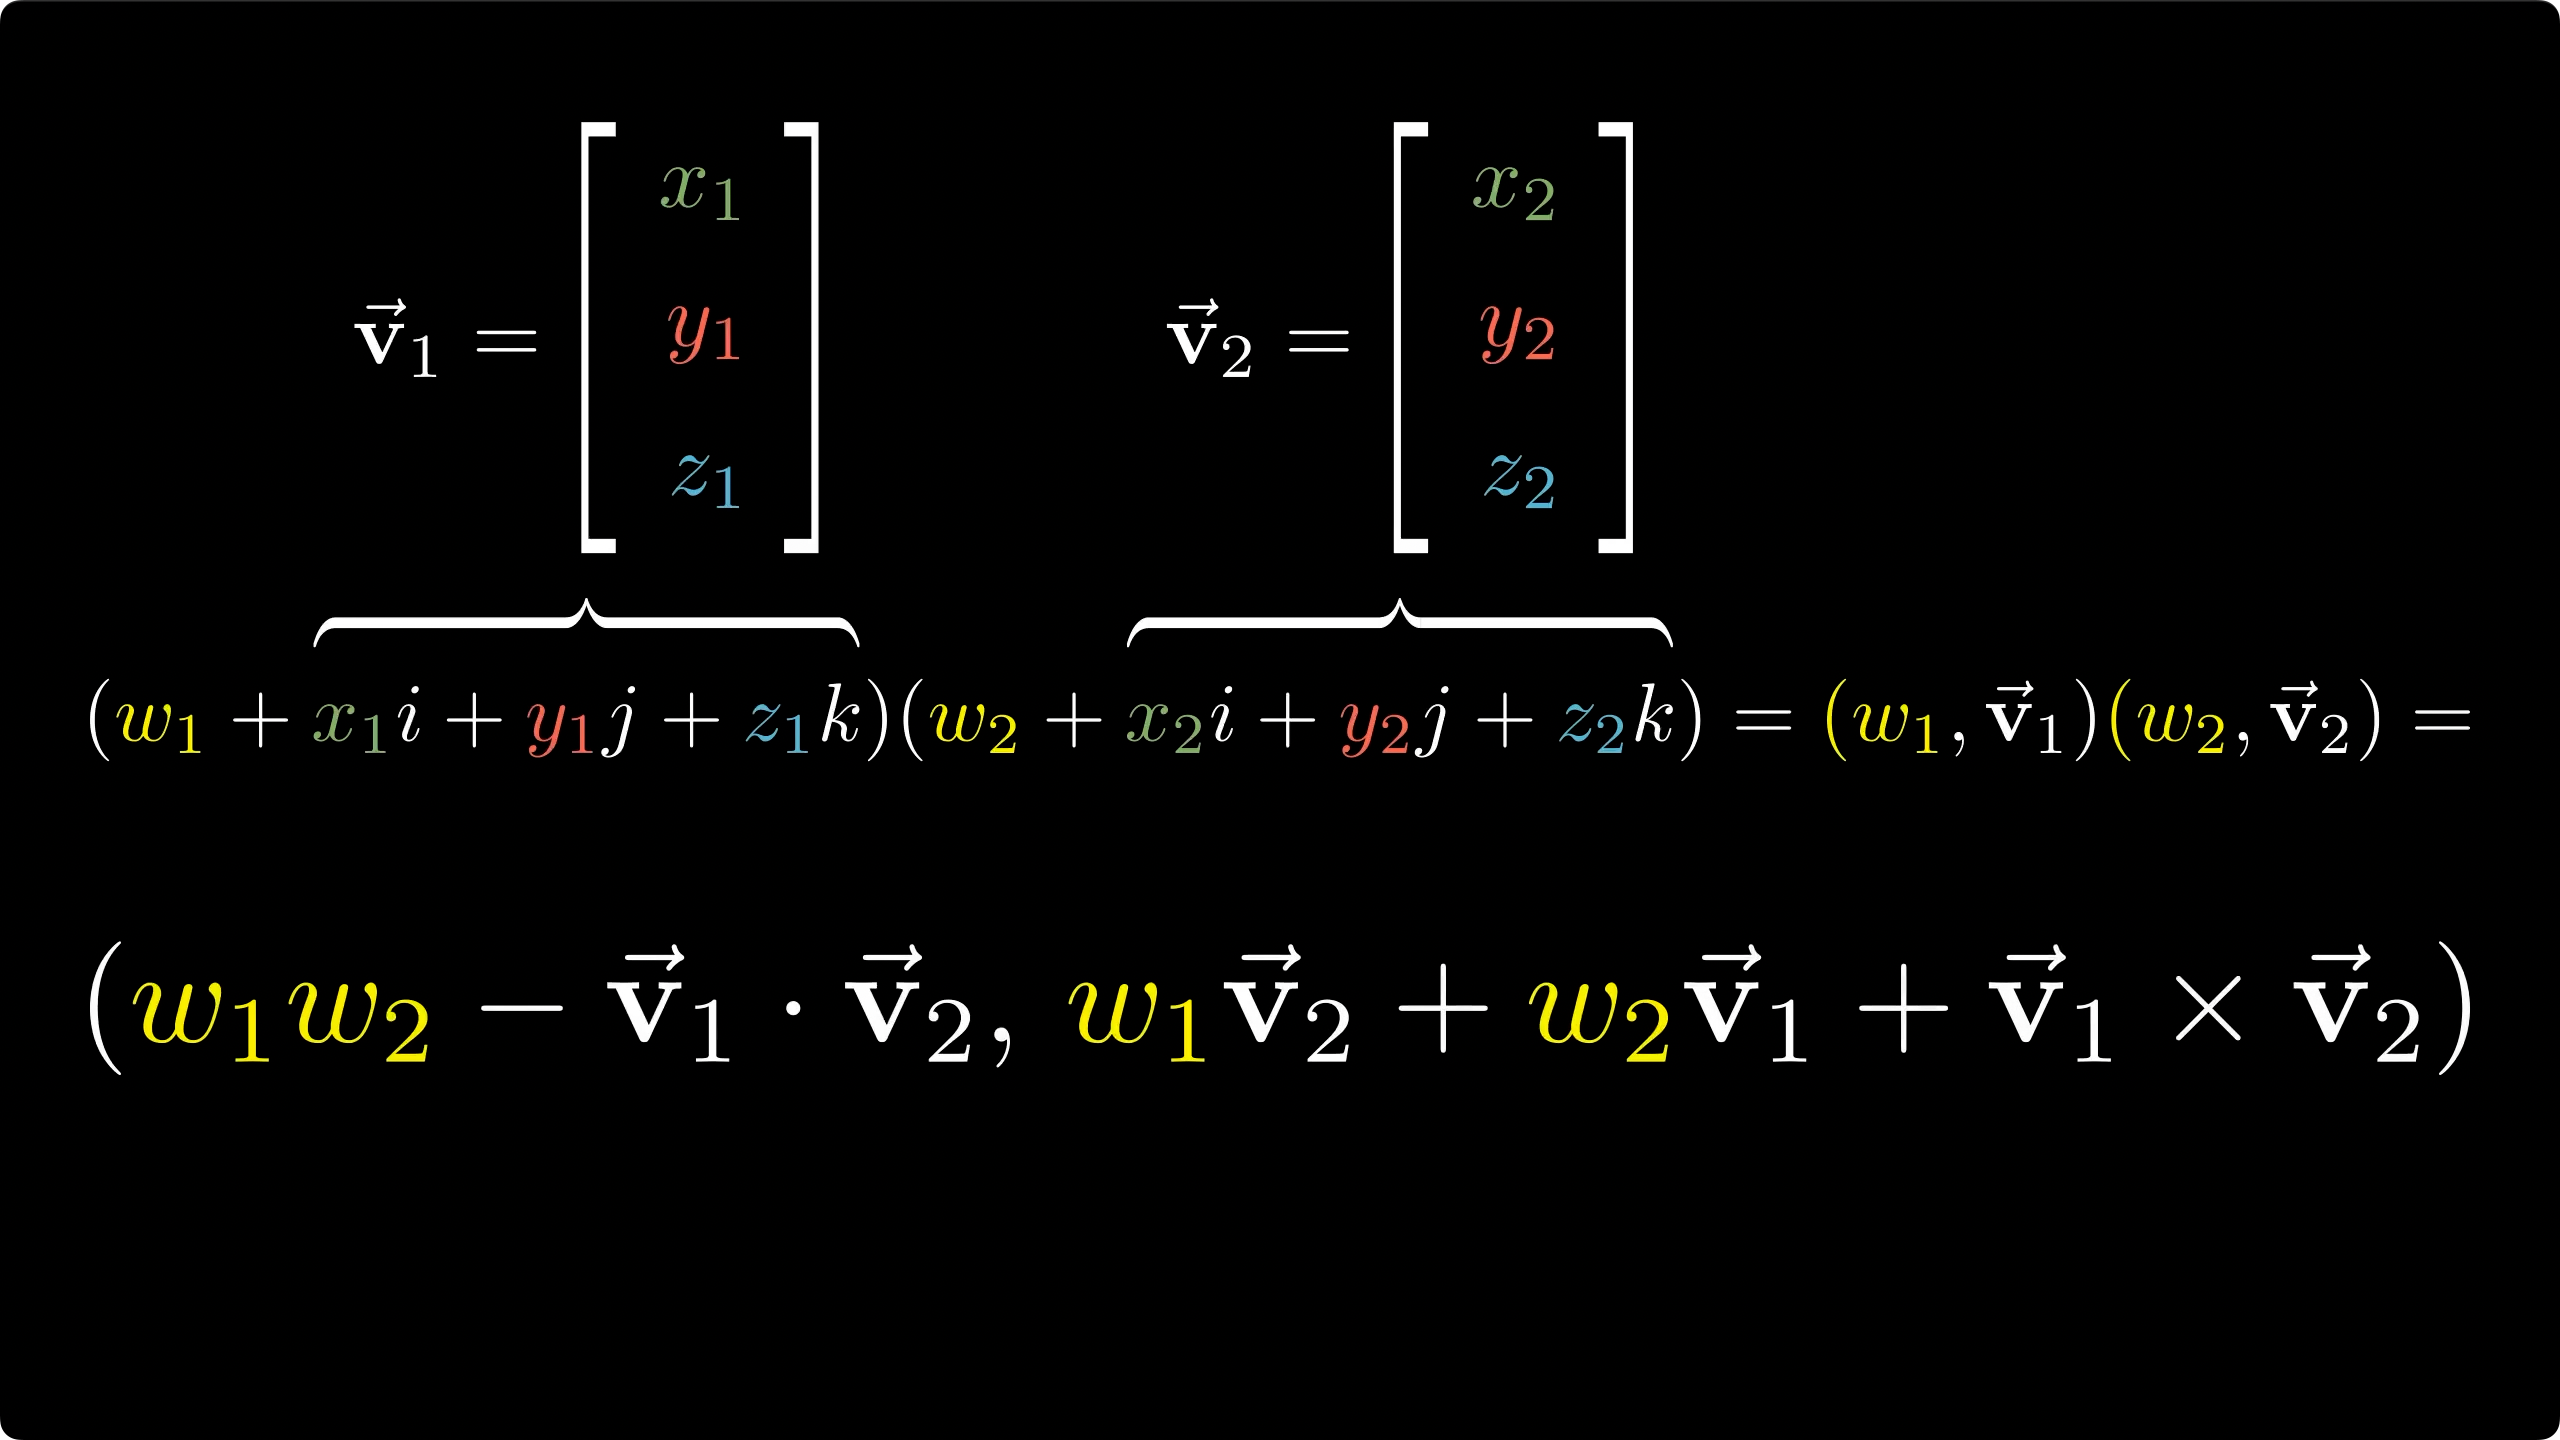 v⃗₁ = [x₁ y₁ z₁] v⃗₂ = [x₂ y₂ z₂]
(w₁ + x₁i + y₁j + z₁k)(w₂ + x₂i + y₂j + z₂k) = (w₁, v⃗₁)(w₂, v⃗₂) =
(w₁w₂ − v⃗₁ · v⃗₂, w₁v⃗₂ + w₂v⃗₁ + v⃗₁ × v⃗₂)